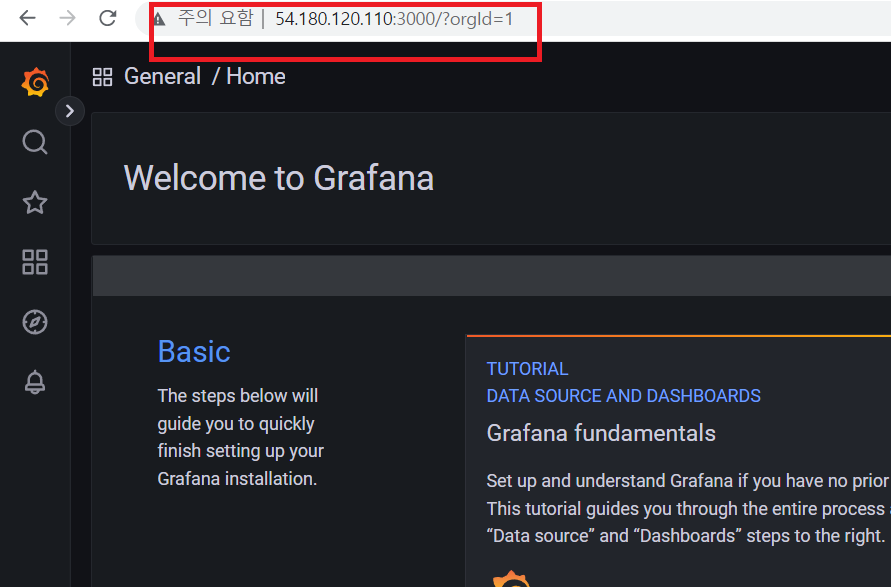 주의 요함 | 54.180.120.110:3000/?orgId=1
General / Home
Welcome to Grafana
Basic
The steps below will
guide you to quickly
finish setting up your
Grafana installation.
TUTORIAL
DATA SOURCE AND DASHBOARDS
Grafana fundamentals
Set up and understand Grafana if you have no prior
This tutorial guides you through the entire process
“Data source” and “Dashboards” steps to the right.